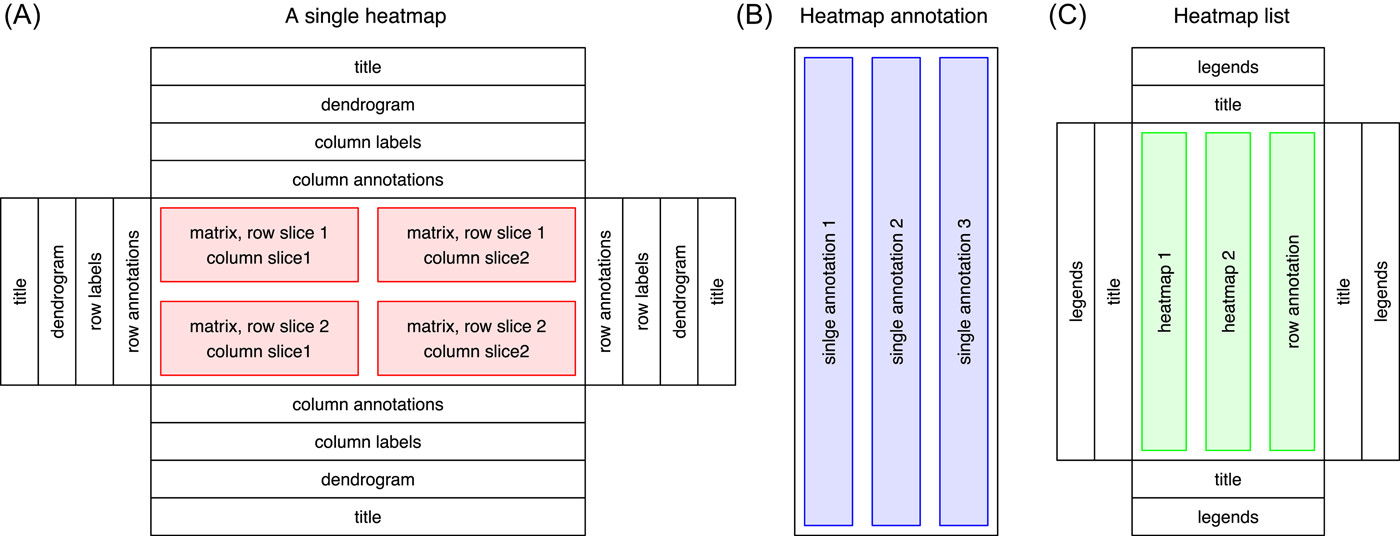 (A)
A single heatmap
title
dendrogram
column labels
column annotations
title
dendrogram
row labels
row annotations
matrix, row slice 1
column slice1
matrix, row slice 1
column slice2
matrix, row slice 2
column slice1
matrix, row slice 2
column slice2
row annotations
row labels
dendrogram
title
column annotations
column labels
dendrogram
title
(B)
Heatmap annotation
sinlge annotation 1
single annotation 2
single annotation 3
(C)
Heatmap list
legends
title
legends
title
heatmap 1
heatmap 2
row annotation
title
legends
title
legends